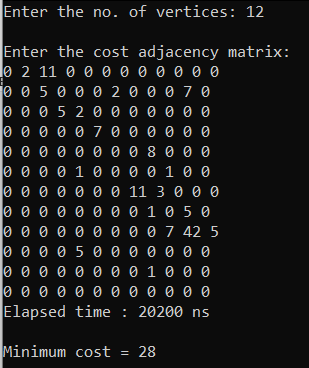 Enter the no. of vertices: 12
Enter the cost adjacency matrix:
0 2 11 0 0 0 0 0 0 0 0 0
0 0 5 0 0 0 2 0 0 0 7 0
0 0 0 5 2 0 0 0 0 0 0 0
0 0 0 0 0 7 0 0 0 0 0 0
0 0 0 0 0 0 0 0 8 0 0 0
0 0 0 0 1 0 0 0 0 1 0 0
0 0 0 0 0 0 0 11 3 0 0 0
0 0 0 0 0 0 0 0 1 0 5 0
0 0 0 0 0 0 0 0 0 7 42 5
0 0 0 0 5 0 0 0 0 0 0 0
0 0 0 0 0 0 0 0 1 0 0 0
0 0 0 0 0 0 0 0 0 0 0 0
Elapsed time : 20200 ns
Minimum cost = 28